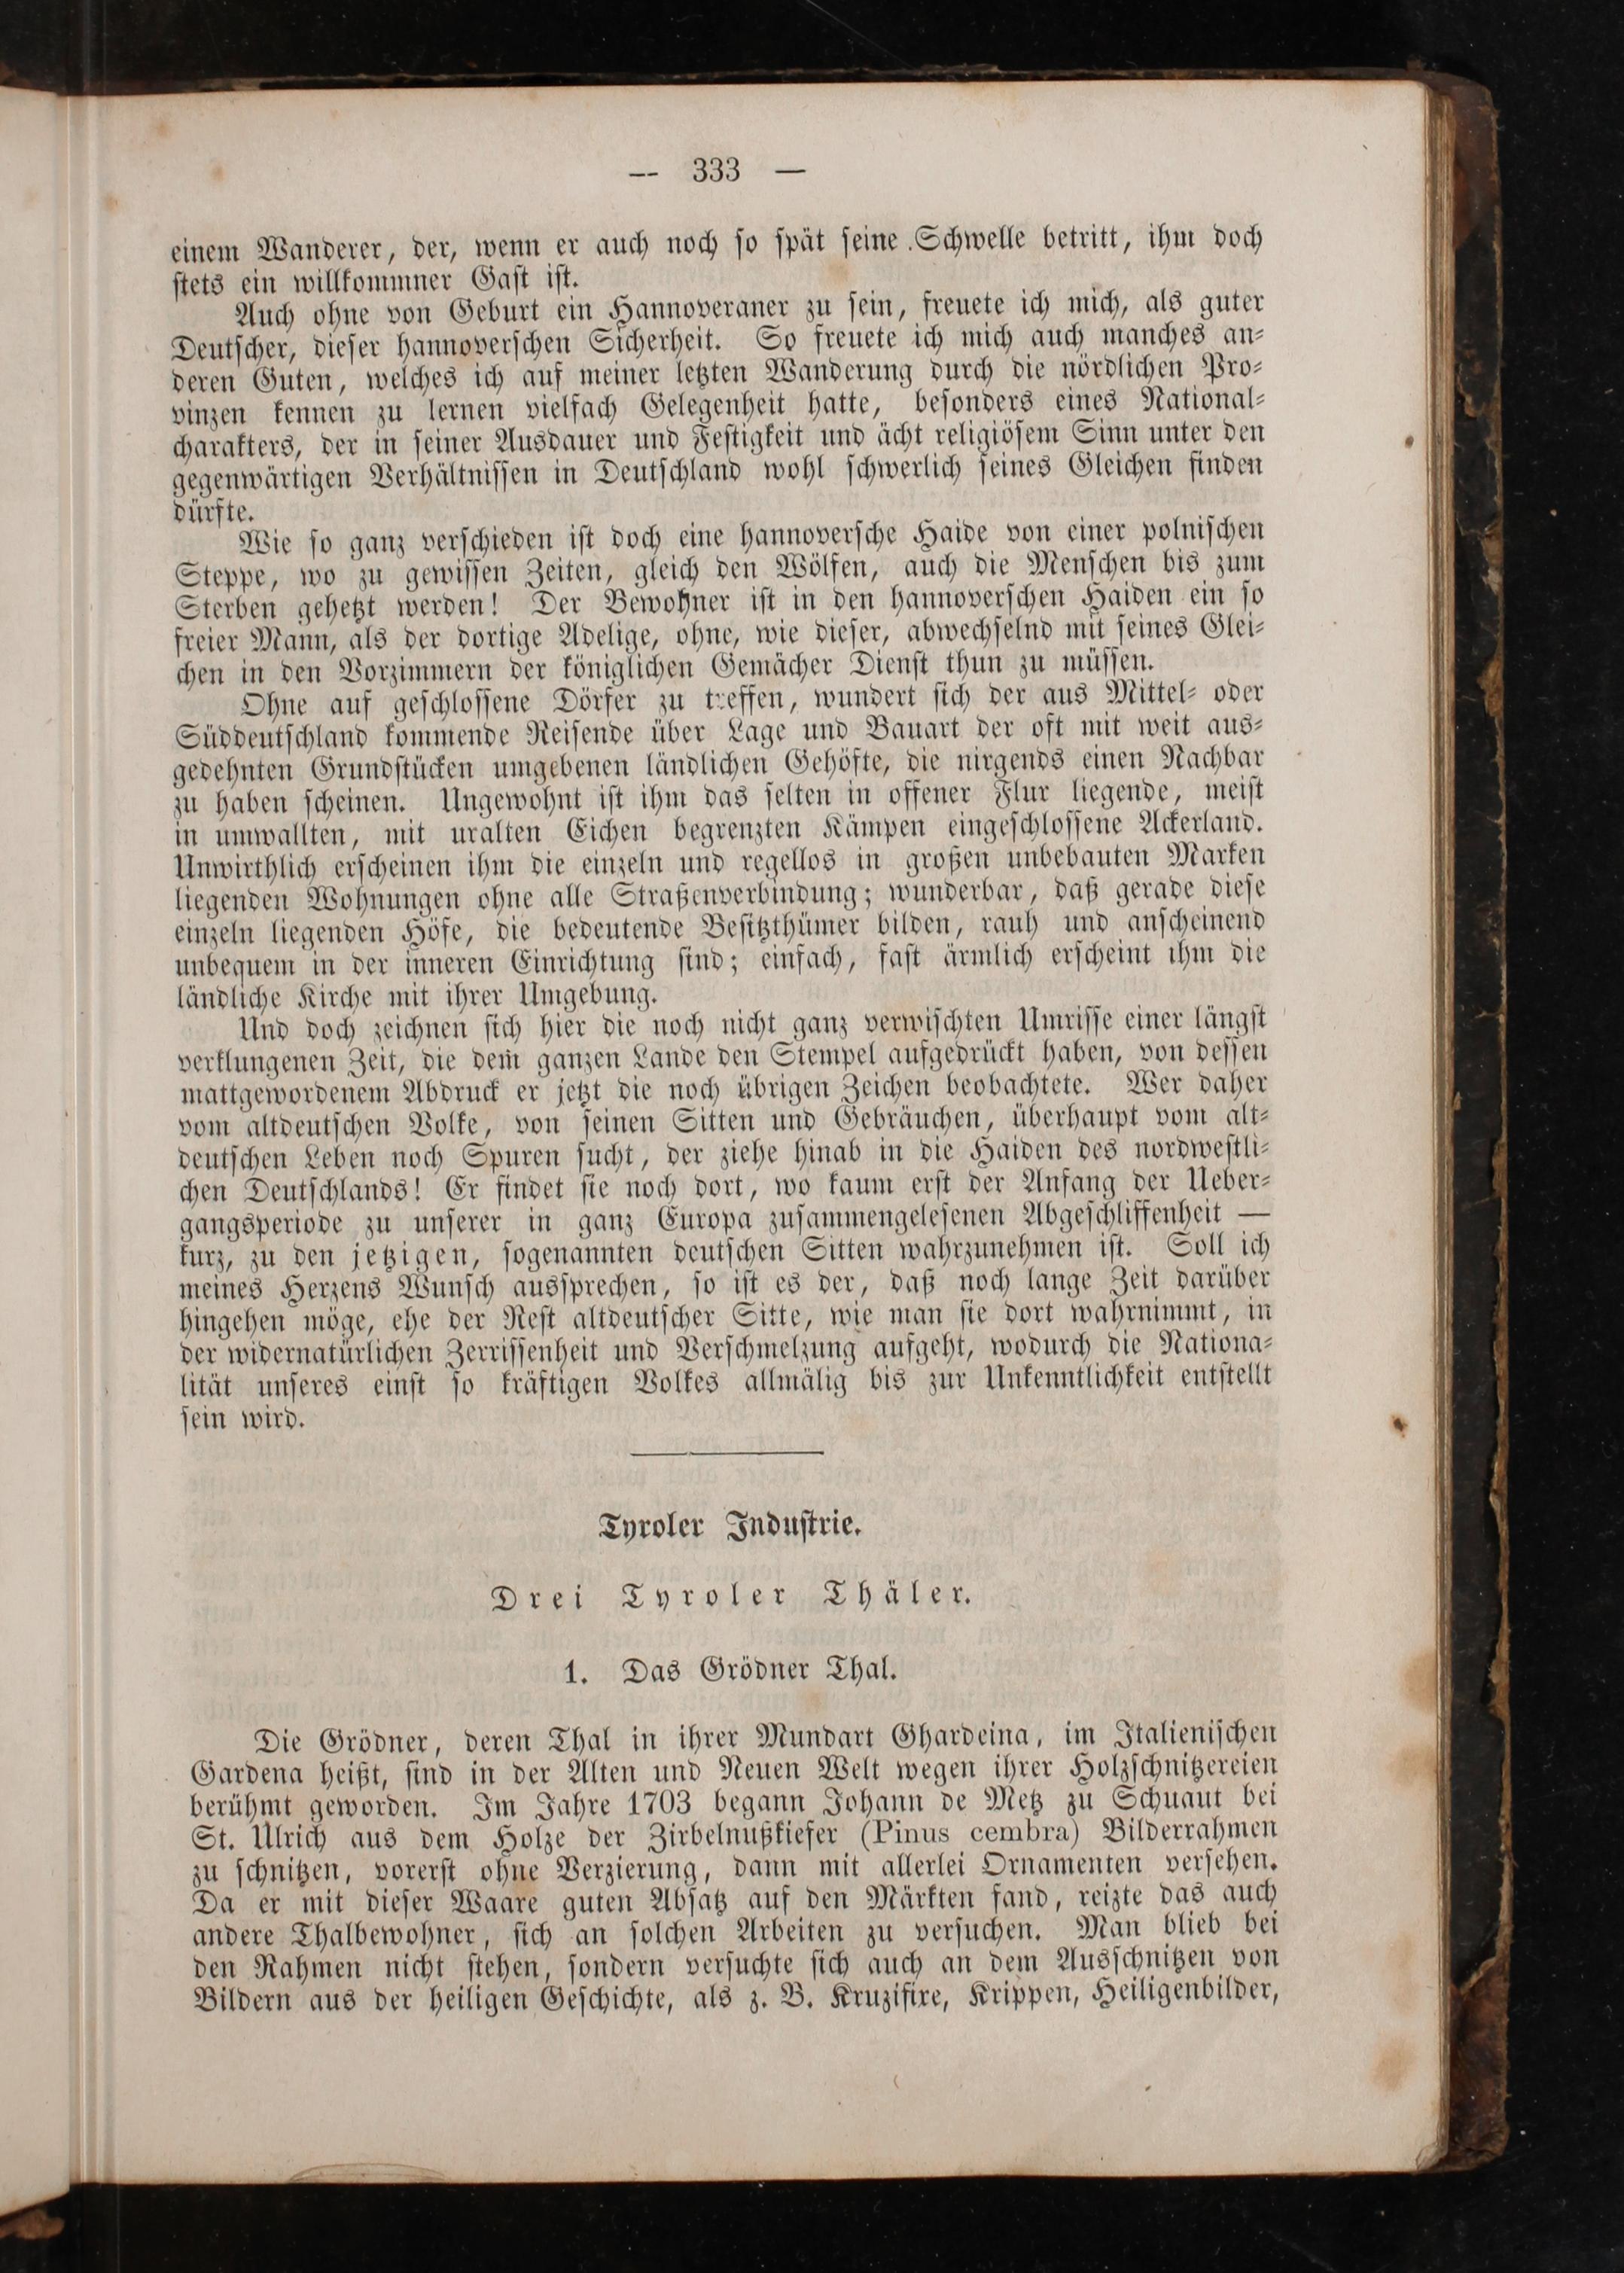 — 333 —
einem Wanderer, der, wenn er auch noch so spät seine Schwelle betritt, ihm doch
stets ein willkommner Gast ist.
Auch ohne von Geburt ein Hannoveraner zu sein, freuete ich mich, als guter
Deutscher, dieser hannoverschen Sicherheit. So freuete ich mich auch manches an-
deren Guten, welches ich auf meiner letzten Wanderung durch die nördlichen Pro-
vinzen kennen zu lernen vielfach Gelegenheit hatte, besonders eines National-
charakters, der in seiner Ausdauer und Festigkeit und ächt religiösem Sinn unter den
gegenwärtigen Verhältnissen in Deutschland wohl schwerlich seines Gleichen finden
dürfte.
Wie so ganz verschieden ist doch eine hannoversche Haide von einer polnischen
Steppe, wo zu gewissen Zeiten, gleich den Wölfen, auch die Menschen bis zum
Sterben gehetzt werden! Der Bewohner ist in den hannoverschen Haiden ein so
freier Mann, als der dortige Adelige, ohne, wie dieser, abwechselnd mit seines Glei-
chen in den Vorzimmern der königlichen Gemächer Dienst thun zu müssen.
Ohne auf geschlossene Dörfer zu treffen, wundert sich der aus Mittel- oder
Süddeutschland kommende Reisende über Lage und Bauart der oft mit weit aus-
gedehnten Grundstücken umgebenen ländlichen Gehöfte, die nirgends einen Nachbar
zu haben scheinen. Ungewohnt ist ihm das selten in offener Flur liegende, meist
in umwallten, mit uralten Eichen begrenzten Kämpen eingeschlossene Ackerland.
Unwirthlich erscheinen ihm die einzeln und regellos in großen unbebauten Marken
liegenden Wohnungen ohne alle Straßenverbindung; wunderbar, daß gerade diese
einzeln liegenden Höfe, die bedeutende Besitzthümer bilden, rauh und anscheinend
unbequem in der inneren Einrichtung sind; einfach, fast ärmlich erscheint ihm die
ländliche Kirche mit ihrer Umgebung.
Und doch zeichnen sich hier die noch nicht ganz verwischten Umrisse einer längst
verklungenen Zeit, die dem ganzen Lande den Stempel aufgedrückt haben, von dessen
mattgewordenem Abdruck er jetzt die noch übrigen Zeichen beobachtete. Wer daher
vom altdeutschen Volke, von seinen Sitten und Gebräuchen, überhaupt vom alt-
deutschen Leben noch Spuren sucht, der ziehe hinab in die Haiden des nordwestli-
chen Deutschlands! Er findet sie noch dort, wo kaum erst der Anfang der Ueber-
gangsperiode zu unserer in ganz Europa zusammengelesenen Abgeschliffenheit —
kurz, zu den jetzigen, sogenannten deutschen Sitten wahrzunehmen ist. Soll ich
meines Herzens Wunsch aussprechen, so ist es der, daß noch lange Zeit darüber
hingehen möge, ehe der Rest altdeutscher Sitte, wie man sie dort wahrnimmt, in
der widernatürlichen Zerrissenheit und Verschmelzung aufgeht, wodurch die Nationa-
lität unseres einst so kräftigen Volkes allmälig bis zur Unkenntlichkeit entstellt
sein wird.
Tyroler Industrie.
Drei Tyroler Thäler.
1. Das Grödner Thal.
Die Grödner, deren Thal in ihrer Mundart Ghardeina, im Italienischen
Gardena heißt, sind in der Alten und Neuen Welt wegen ihrer Holzschnitzereien
berühmt geworden. Im Jahre 1703 begann Johann de Metz zu Schuaut bei
St. Ulrich aus dem Holze der Zirbelnußkiefer (Pinus cembra) Bilderrahmen
zu schnitzen, vorerst ohne Verzierung, dann mit allerlei Ornamenten versehen.
Da er mit dieser Waare guten Absatz auf den Märkten fand, reizte das auch
andere Thalbewohner, sich an solchen Arbeiten zu versuchen. Man blieb bei
den Rahmen nicht stehen, sondern versuchte sich auch an dem Ausschnitzen von
Bildern aus der heiligen Geschichte, als z. B. Kruzifixe, Krippen, Heiligenbilder,